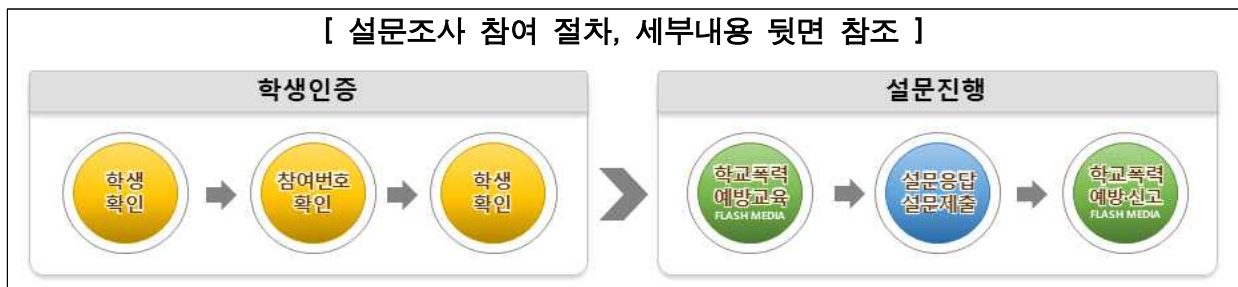 [ 설문조사 참여 절차, 세부내용 뒷면 참조 ]
학생인증
학생
확인
참여번호
확인
학생
확인
설문진행
학교폭력
예방교육
FLASH MEDIA
설문응답
설문제출
학교폭력
예방·신고
FLASH MEDIA